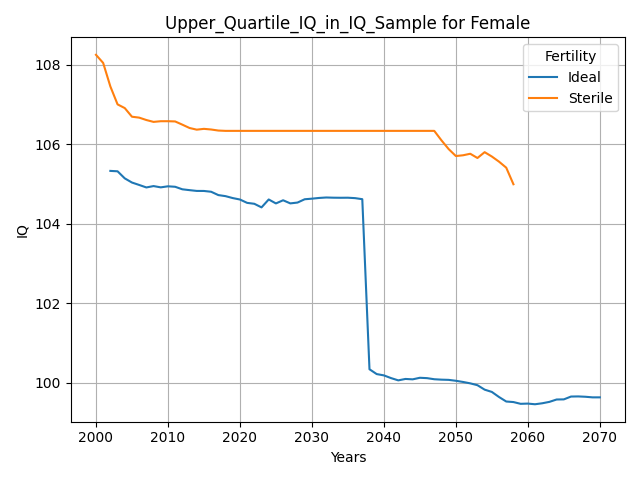 Upper_Quartile_IQ_in_IQ_Sample for Female
Fertility
Ideal
Sterile
IQ
108
106
104
102
100
2000 2010 2020 2030 2040 2050 2060 2070
Years